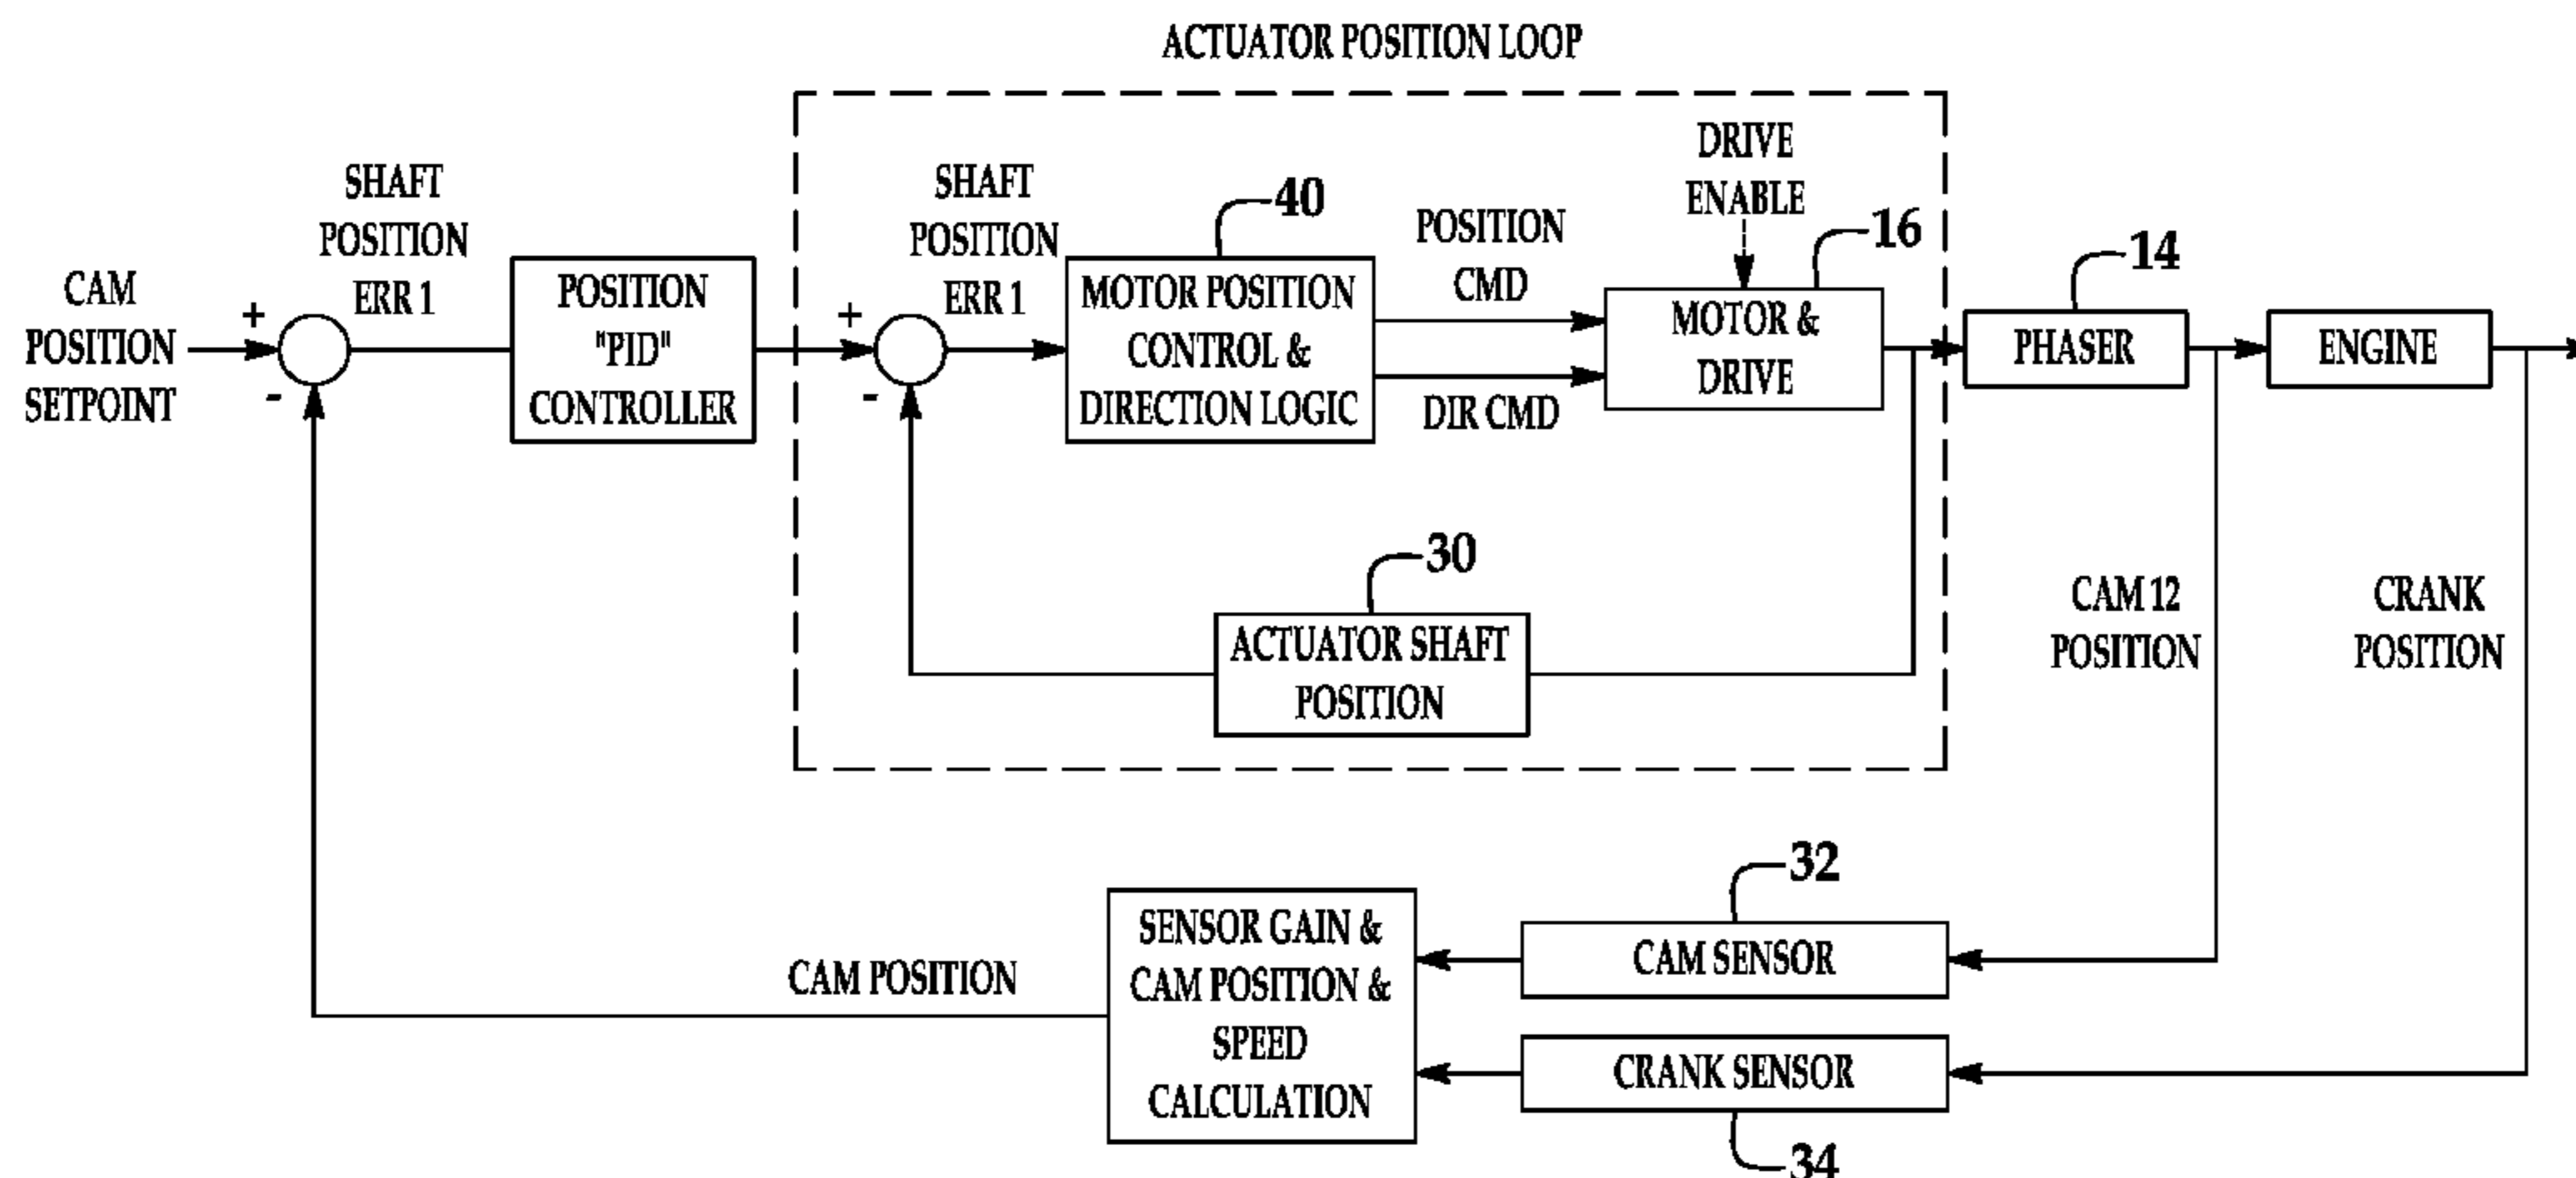 ACTUATOR POSITION LOOP
CAM
POSITION
SETPOINT
+
-
SHAFT
POSITION
ERR 1
POSITION
"PID"
CONTROLLER
+
-
SHAFT
POSITION
ERR 1
40
MOTOR POSITION
CONTROL &
DIRECTION LOGIC
POSITION
CMD
DIR CMD
DRIVE
ENABLE
16
MOTOR &
DRIVE
14
PHASER
ENGINE
30
ACTUATOR SHAFT
POSITION
CAM 12
POSITION
CRANK
POSITION
32
CAM SENSOR
CRANK SENSOR
34
SENSOR GAIN &
CAM POSITION &
SPEED
CALCULATION
CAM POSITION